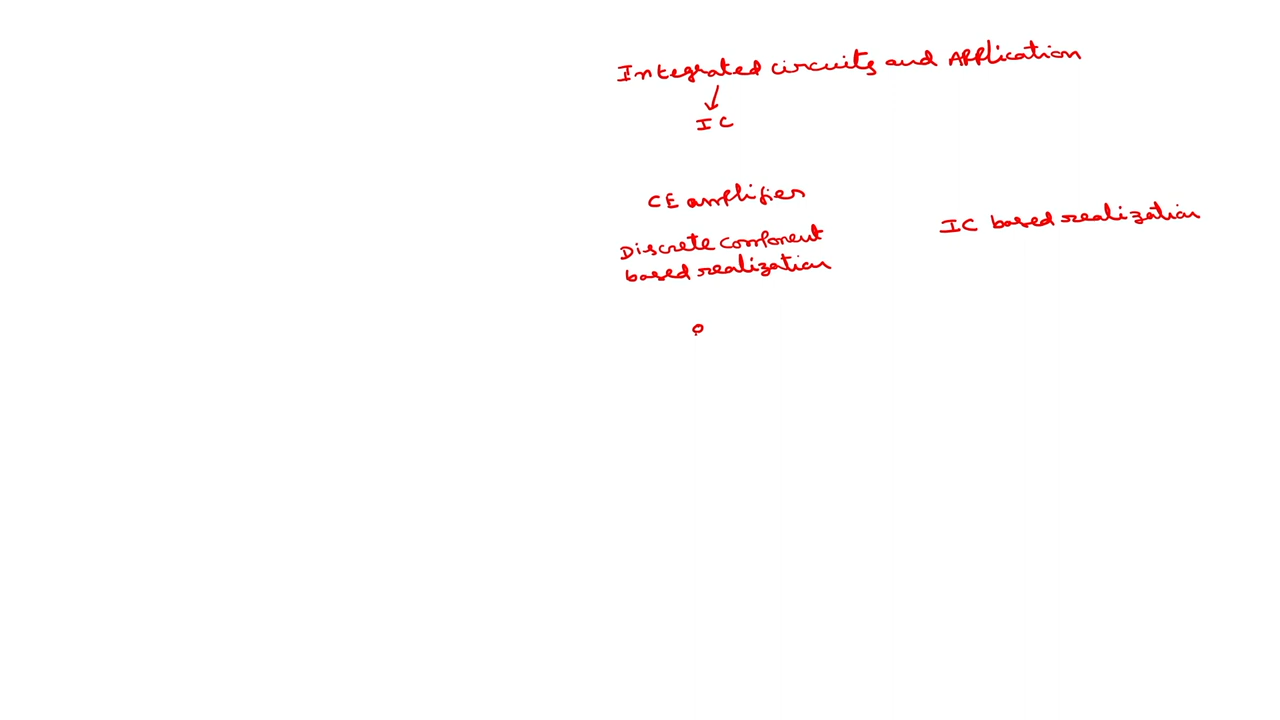 Integrated circuits and Application
IC
CE amplifier
Discrete component
based realization
IC based realization